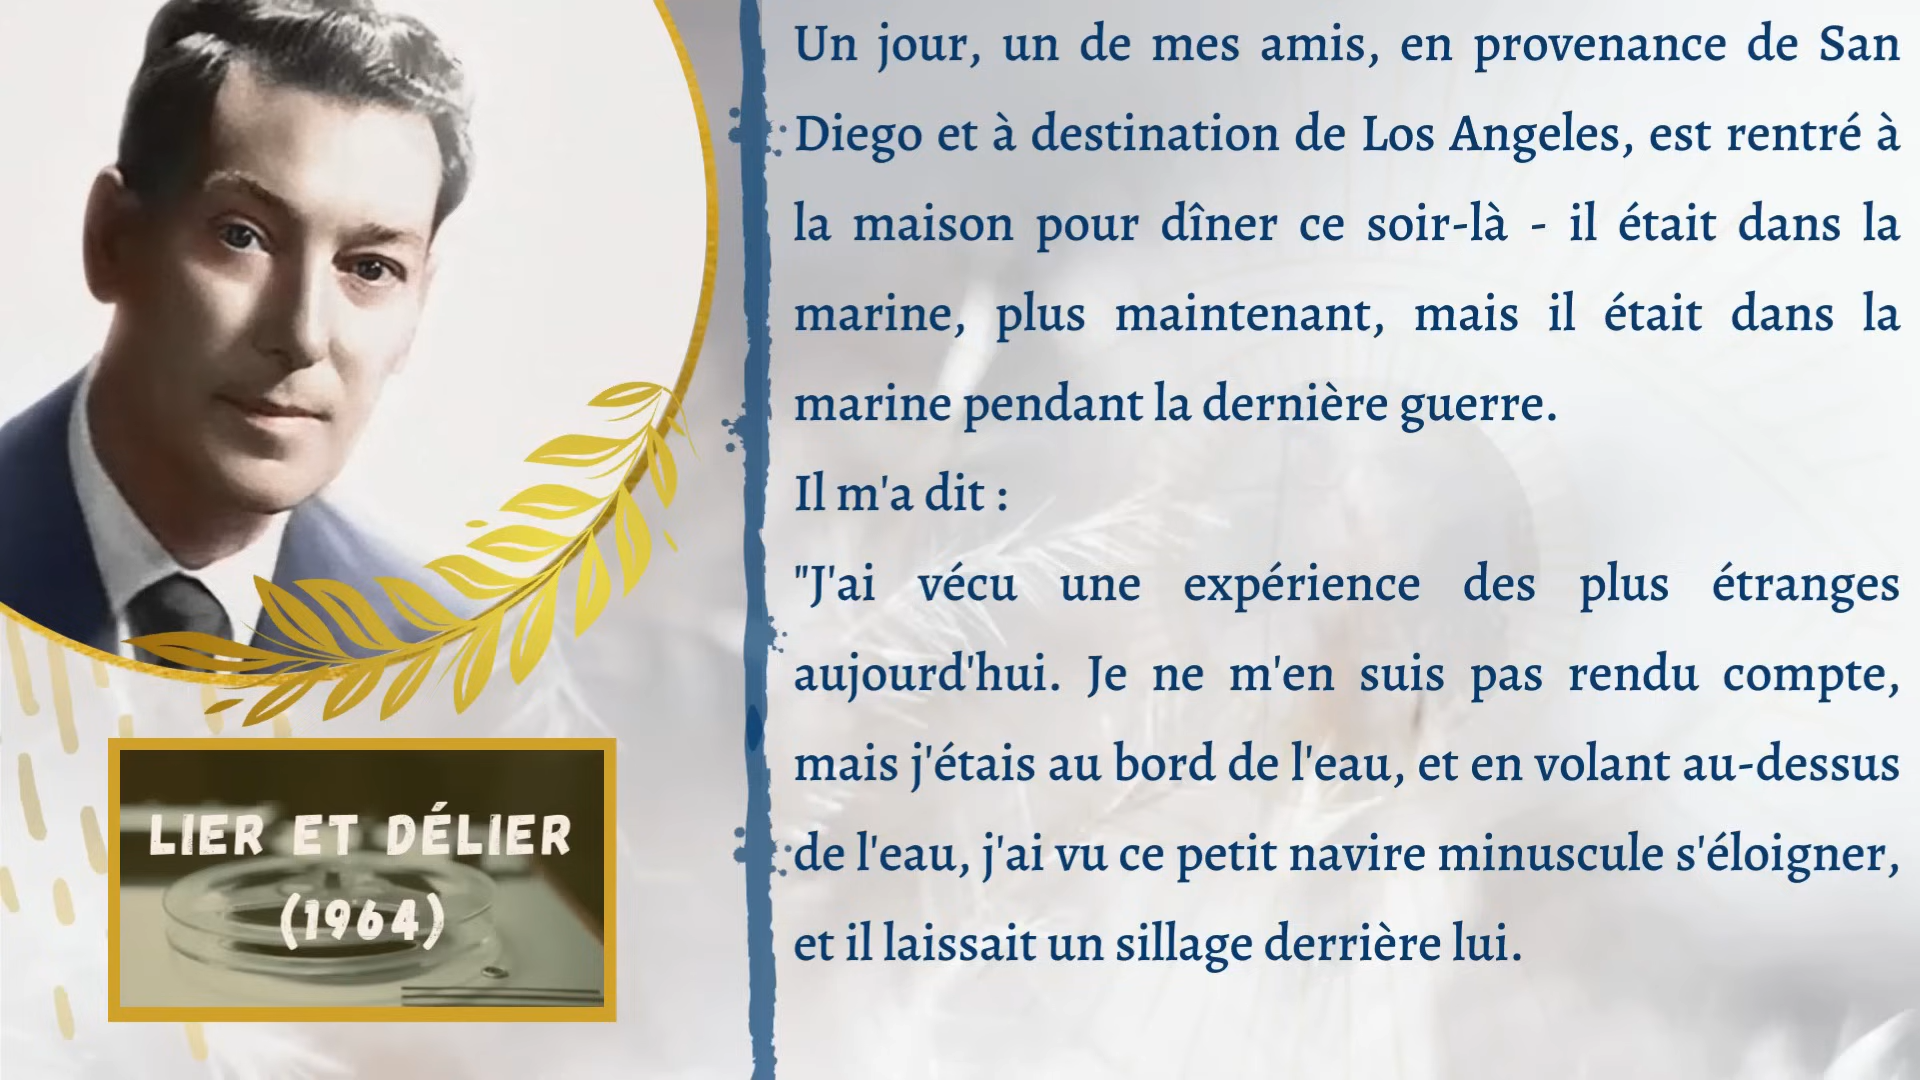 Un jour, un de mes amis, en provenance de San
Diego et à destination de Los Angeles, est rentré à
la maison pour dîner ce soir-là - il était dans la
marine, plus maintenant, mais il était dans la
marine pendant la dernière guerre.
Il m'a dit :
"J'ai vécu une expérience des plus étranges
aujourd'hui. Je ne m'en suis pas rendu compte,
mais j'étais au bord de l'eau, et en volant au-dessus
de l'eau, j'ai vu ce petit navire minuscule s'éloigner,
et il laissait un sillage derrière lui.
LIER ET DÉLIER
(1964)